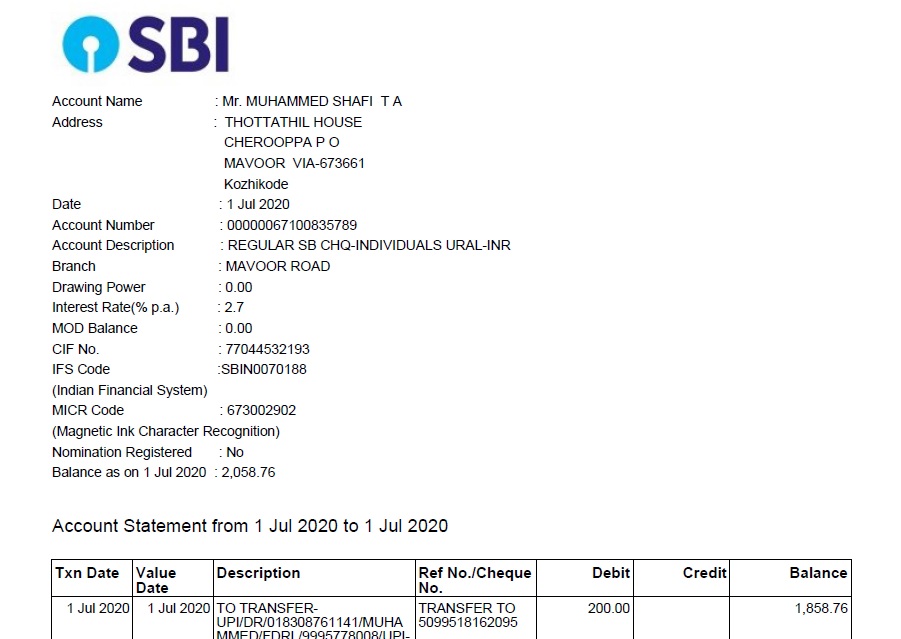 SBI
Account Name : Mr. MUHAMMED SHAFI T A
Address : THOTTATHIL HOUSE
CHEROOPPA P O
MAVOOR VIA-673661
Kozhikode
Date : 1 Jul 2020
Account Number : 00000067100835789
Account Description : REGULAR SB CHQ-INDIVIDUALS URAL-INR
Branch : MAVOOR ROAD
Drawing Power : 0.00
Interest Rate(% p.a.) : 2.7
MOD Balance : 0.00
CIF No. : 77044532193
IFS Code :SBIN0070188
(Indian Financial System)
MICR Code : 673002902
(Magnetic Ink Character Recognition)
Nomination Registered : No
Balance as on 1 Jul 2020 : 2,058.76
Account Statement from 1 Jul 2020 to 1 Jul 2020
Txn Date Value Description Ref No./Cheque Debit Credit Balance
Date No.
1 Jul 2020 1 Jul 2020 TO TRANSFER- TRANSFER TO 200.00 1,858.76
UPI/DR/018308761141/MUHA 5099518162095
MMED/FDRL/9995778008/UPI-